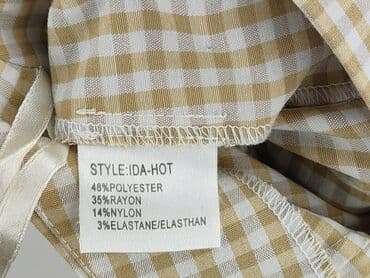 STYLE:IDA-HOT
48%POLYESTER
35%RAYON
14%NYLON
3%ELASTANE/ELASTHAN